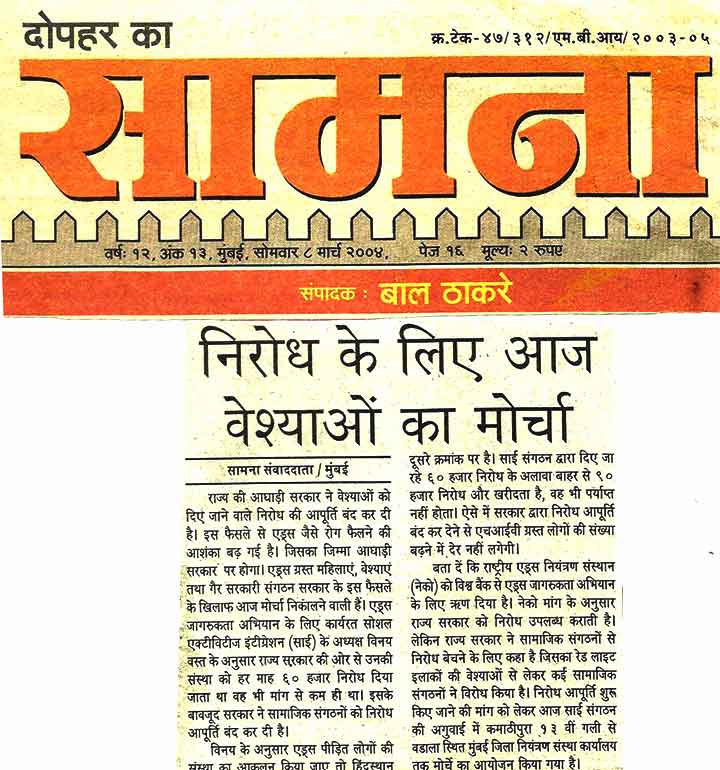 दोपहर का
क्र.टेक-४७/३१२/एम.बी.आय/२००३-०५
सामना
वर्षः १२, अंक १३, मुंबई, सोमवार ८ मार्च २००४, पेज १६ मूल्यः २ रुपए
संपादक : बाल ठाकरे
निरोध के लिए आज
वेश्याओं का मोर्चा
सामना संवाददाता / मुंबई
राज्य की आघाड़ी सरकार ने वेश्याओं को
दिए जाने वाले निरोध की आपूर्ति बंद कर दी
है। इस फैसले से एड्स जैसे रोग फैलने की
आशंका बढ़ गई है। जिसका जिम्मा आघाड़ी
सरकार पर होगा। एड्स ग्रस्त महिलाएं, वेश्याएं
तथा गैर सरकारी संगठन सरकार के इस फैसले
के खिलाफ आज मोर्चा निकालने वाली हैं। एड्स
जागरुकता अभियान के लिए कार्यरत सोशल
एक्टीविटीज इंटीग्रेशन (साई) के अध्यक्ष विनय
वस्त के अनुसार राज्य सरकार की ओर से उनकी
संस्था को हर माह ६० हजार निरोध दिया
जाता था वह भी मांग से कम ही था। इसके
बावजूद सरकार ने सामाजिक संगठनों को निरोध
आपूर्ति बंद कर दी है।
विनय के अनुसार एड्स पीड़ित लोगों की
संस्था का आकलन किया जाए तो हिंदुस्थान
दूसरे क्रमांक पर है। साई संगठन द्वारा दिए जा
रहे ६० हजार निरोध के अलावा बाहर से ९०
हजार निरोध और खरीदता है, वह भी पर्याप्त
नहीं होता। ऐसे में सरकार द्वारा निरोध आपूर्ति
बंद कर देने से एचआईवी ग्रस्त लोगों की संख्या
बढ़ने में देर नहीं लगेगी।
बता दें कि राष्ट्रीय एड्स नियंत्रण संस्थान
(नेको) को विश्व बैंक से एड्स जागरुकता अभियान
के लिए ऋण दिया है। नेको मांग के अनुसार
राज्य सरकार को निरोध उपलब्ध कराती है।
लेकिन राज्य सरकार ने सामाजिक संगठनों से
निरोध बेचने के लिए कहा है जिसका रेड लाइट
इलाकों की वेश्याओं से लेकर कई सामाजिक
संगठनों ने विरोध किया है। निरोध आपूर्ति शुरू
किए जाने की मांग को लेकर आज साई संगठन
की अगुवाई में कमाठीपुरा १३ वीं गली से
वडाला स्थित मुंबई जिला नियंत्रण संस्था कार्यालय
तक मोर्चे का आयोजन किया गया है।